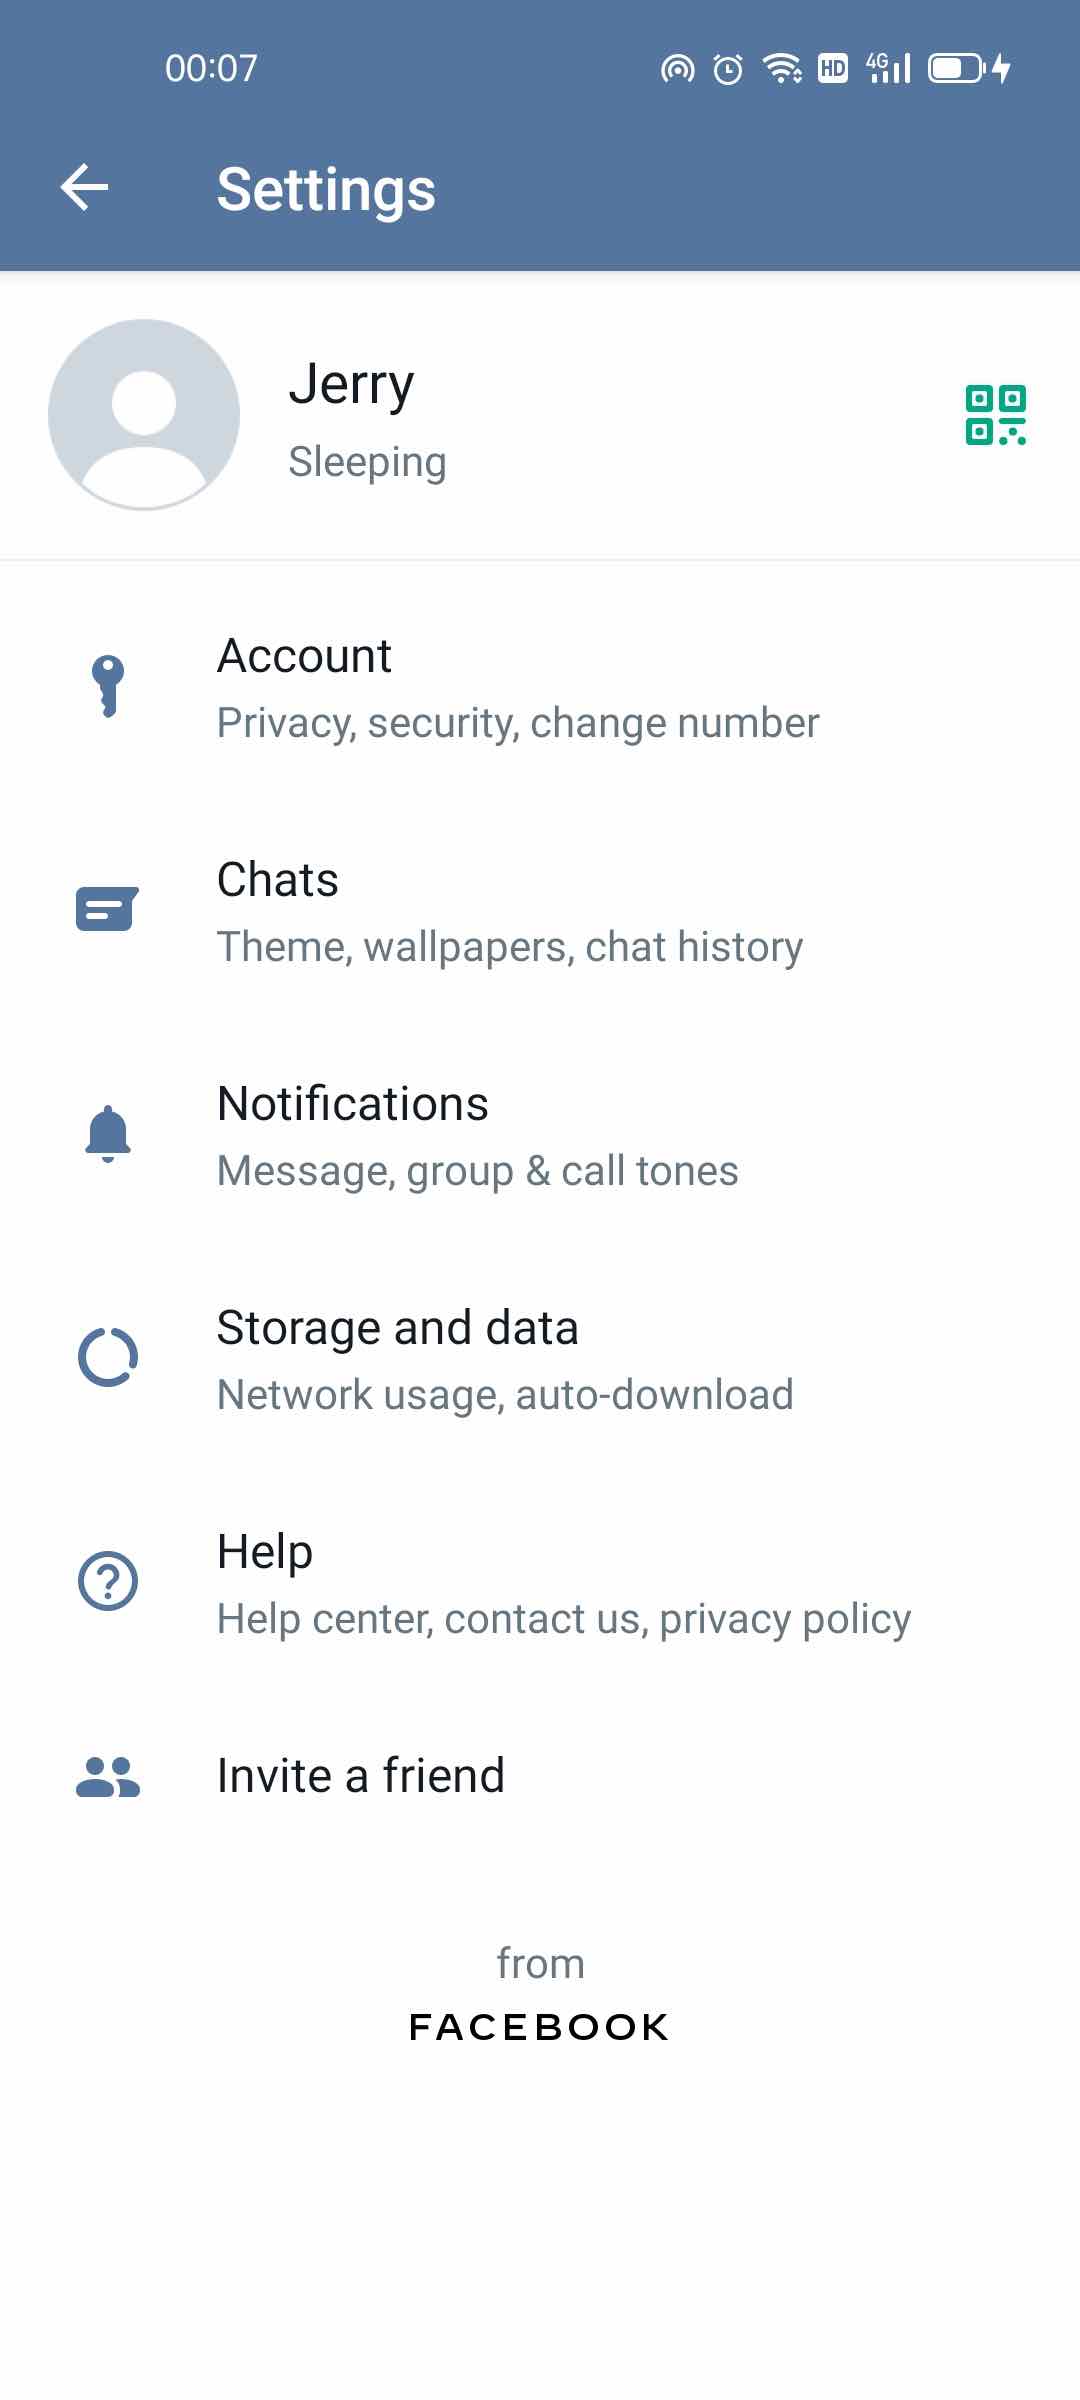 00:07
HD
4G
Settings
Jerry
Sleeping
Account
Privacy, security, change number
Chats
Theme, wallpapers, chat history
Notifications
Message, group & call tones
Storage and data
Network usage, auto-download
Help
Help center, contact us, privacy policy
Invite a friend
from
FACEBOOK